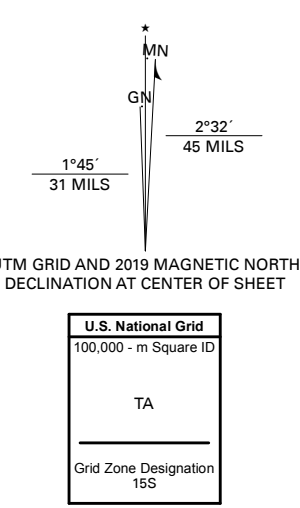 ★
MN
GN
2°32´
45 MILS
1°45´
31 MILS
UTM GRID AND 2019 MAGNETIC NORTH
DECLINATION AT CENTER OF SHEET
U.S. National Grid
100,000 - m Square ID
TA
Grid Zone Designation
15S